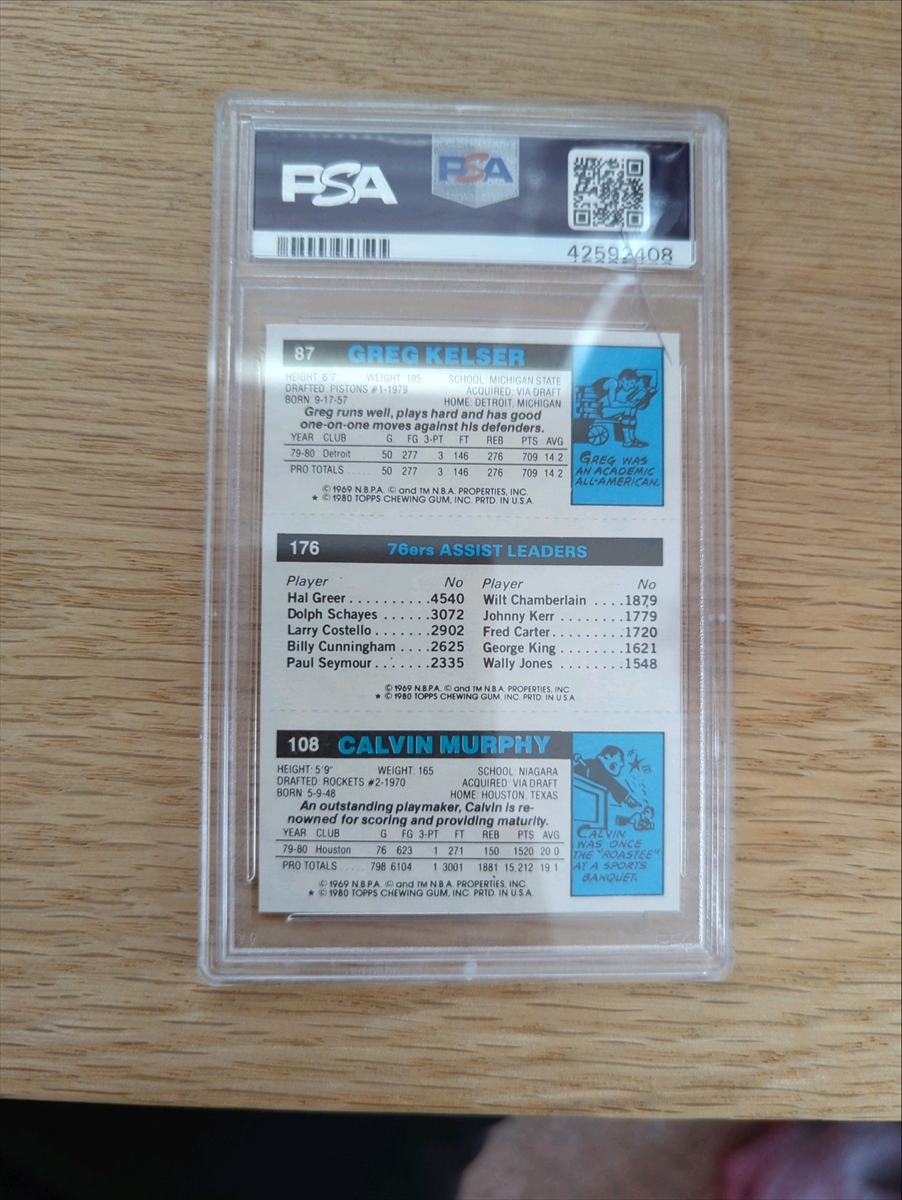 PSA
PSA
42592408
87 GREG KELSER
HEIGHT: 6'7" WEIGHT: 195 SCHOOL: MICHIGAN STATE
DRAFTED: PISTONS #1-1979 ACQUIRED: VIA DRAFT
BORN: 9-17-57 HOME: DETROIT, MICHIGAN
Greg runs well, plays hard and has good
one-on-one moves against his defenders.
YEAR CLUB G FG 3-PT FT REB PTS AVG
79-80 Detroit 50 277 3 146 276 709 14.2
PRO TOTALS ..... 50 277 3 146 276 709 14.2
© 1969 N.B.P.A. © and TM N.B.A. PROPERTIES, INC.
★ © 1980 TOPPS CHEWING GUM, INC. PRTD. IN U.S.A.
GREG WAS
AN ACADEMIC
ALL-AMERICAN.
176 76ers ASSIST LEADERS
Player No Player No
Hal Greer..........4540 Wilt Chamberlain ....1879
Dolph Schayes ......3072 Johnny Kerr ........1779
Larry Costello .......2902 Fred Carter.........1720
Billy Cunningham ....2625 George King ........1621
Paul Seymour.......2335 Wally Jones ........1548
© 1969 N.B.P.A. © and TM N.B.A. PROPERTIES, INC.
★ © 1980 TOPPS CHEWING GUM, INC. PRTD. IN U.S.A.
108 CALVIN MURPHY
HEIGHT: 5'9" WEIGHT: 165 SCHOOL: NIAGARA
DRAFTED: ROCKETS #2-1970 ACQUIRED: VIA DRAFT
BORN: 5-9-48 HOME: HOUSTON, TEXAS
An outstanding playmaker, Calvin is re-
nowned for scoring and providing maturity.
YEAR CLUB G FG 3-PT FT REB PTS AVG
79-80 Houston 76 623 1 271 150 1520 20.0
PRO TOTALS ..... 798 6104 1 3001 1881 15,212 19.1
© 1969 N.B.P.A. © and TM N.B.A. PROPERTIES, INC.
★ © 1980 TOPPS CHEWING GUM, INC. PRTD. IN U.S.A.
CALVIN
WAS ONCE
THE "ROASTEE"
AT A SPORTS
BANQUET.